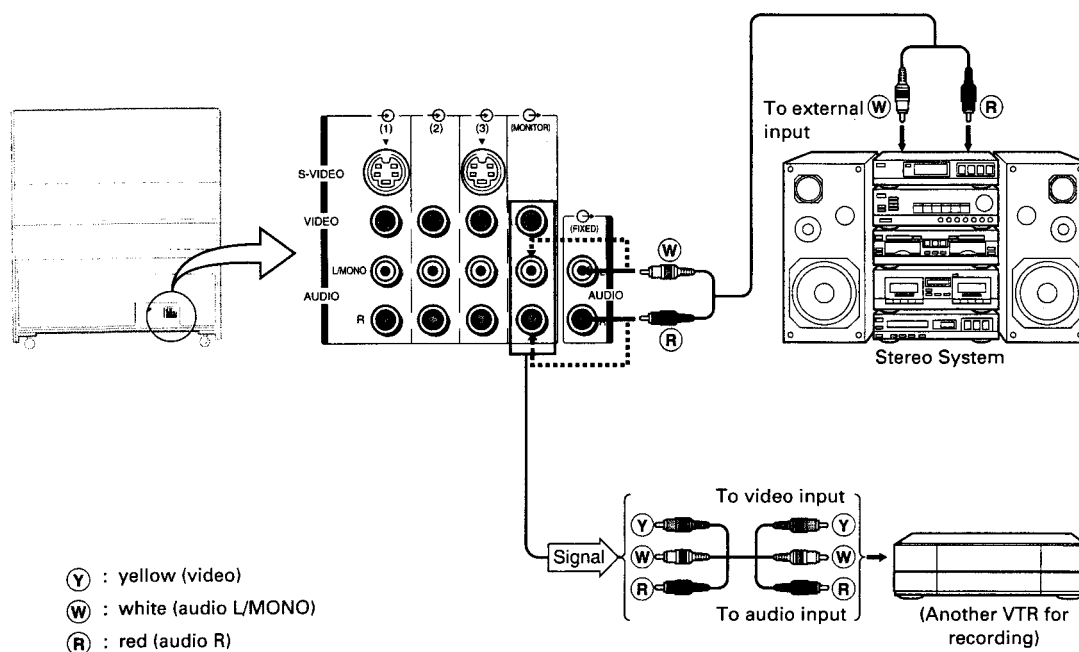 To external
input
W
R
(1)
(2)
(3)
(MONITOR)
S-VIDEO
VIDEO
L/MONO
AUDIO
R
(FIXED)
AUDIO
W
R
Stereo System
To video input
Signal
Y
W
R
Y
W
R
To audio input
(Another VTR for
recording)
Y : yellow (video)
W : white (audio L/MONO)
R : red (audio R)